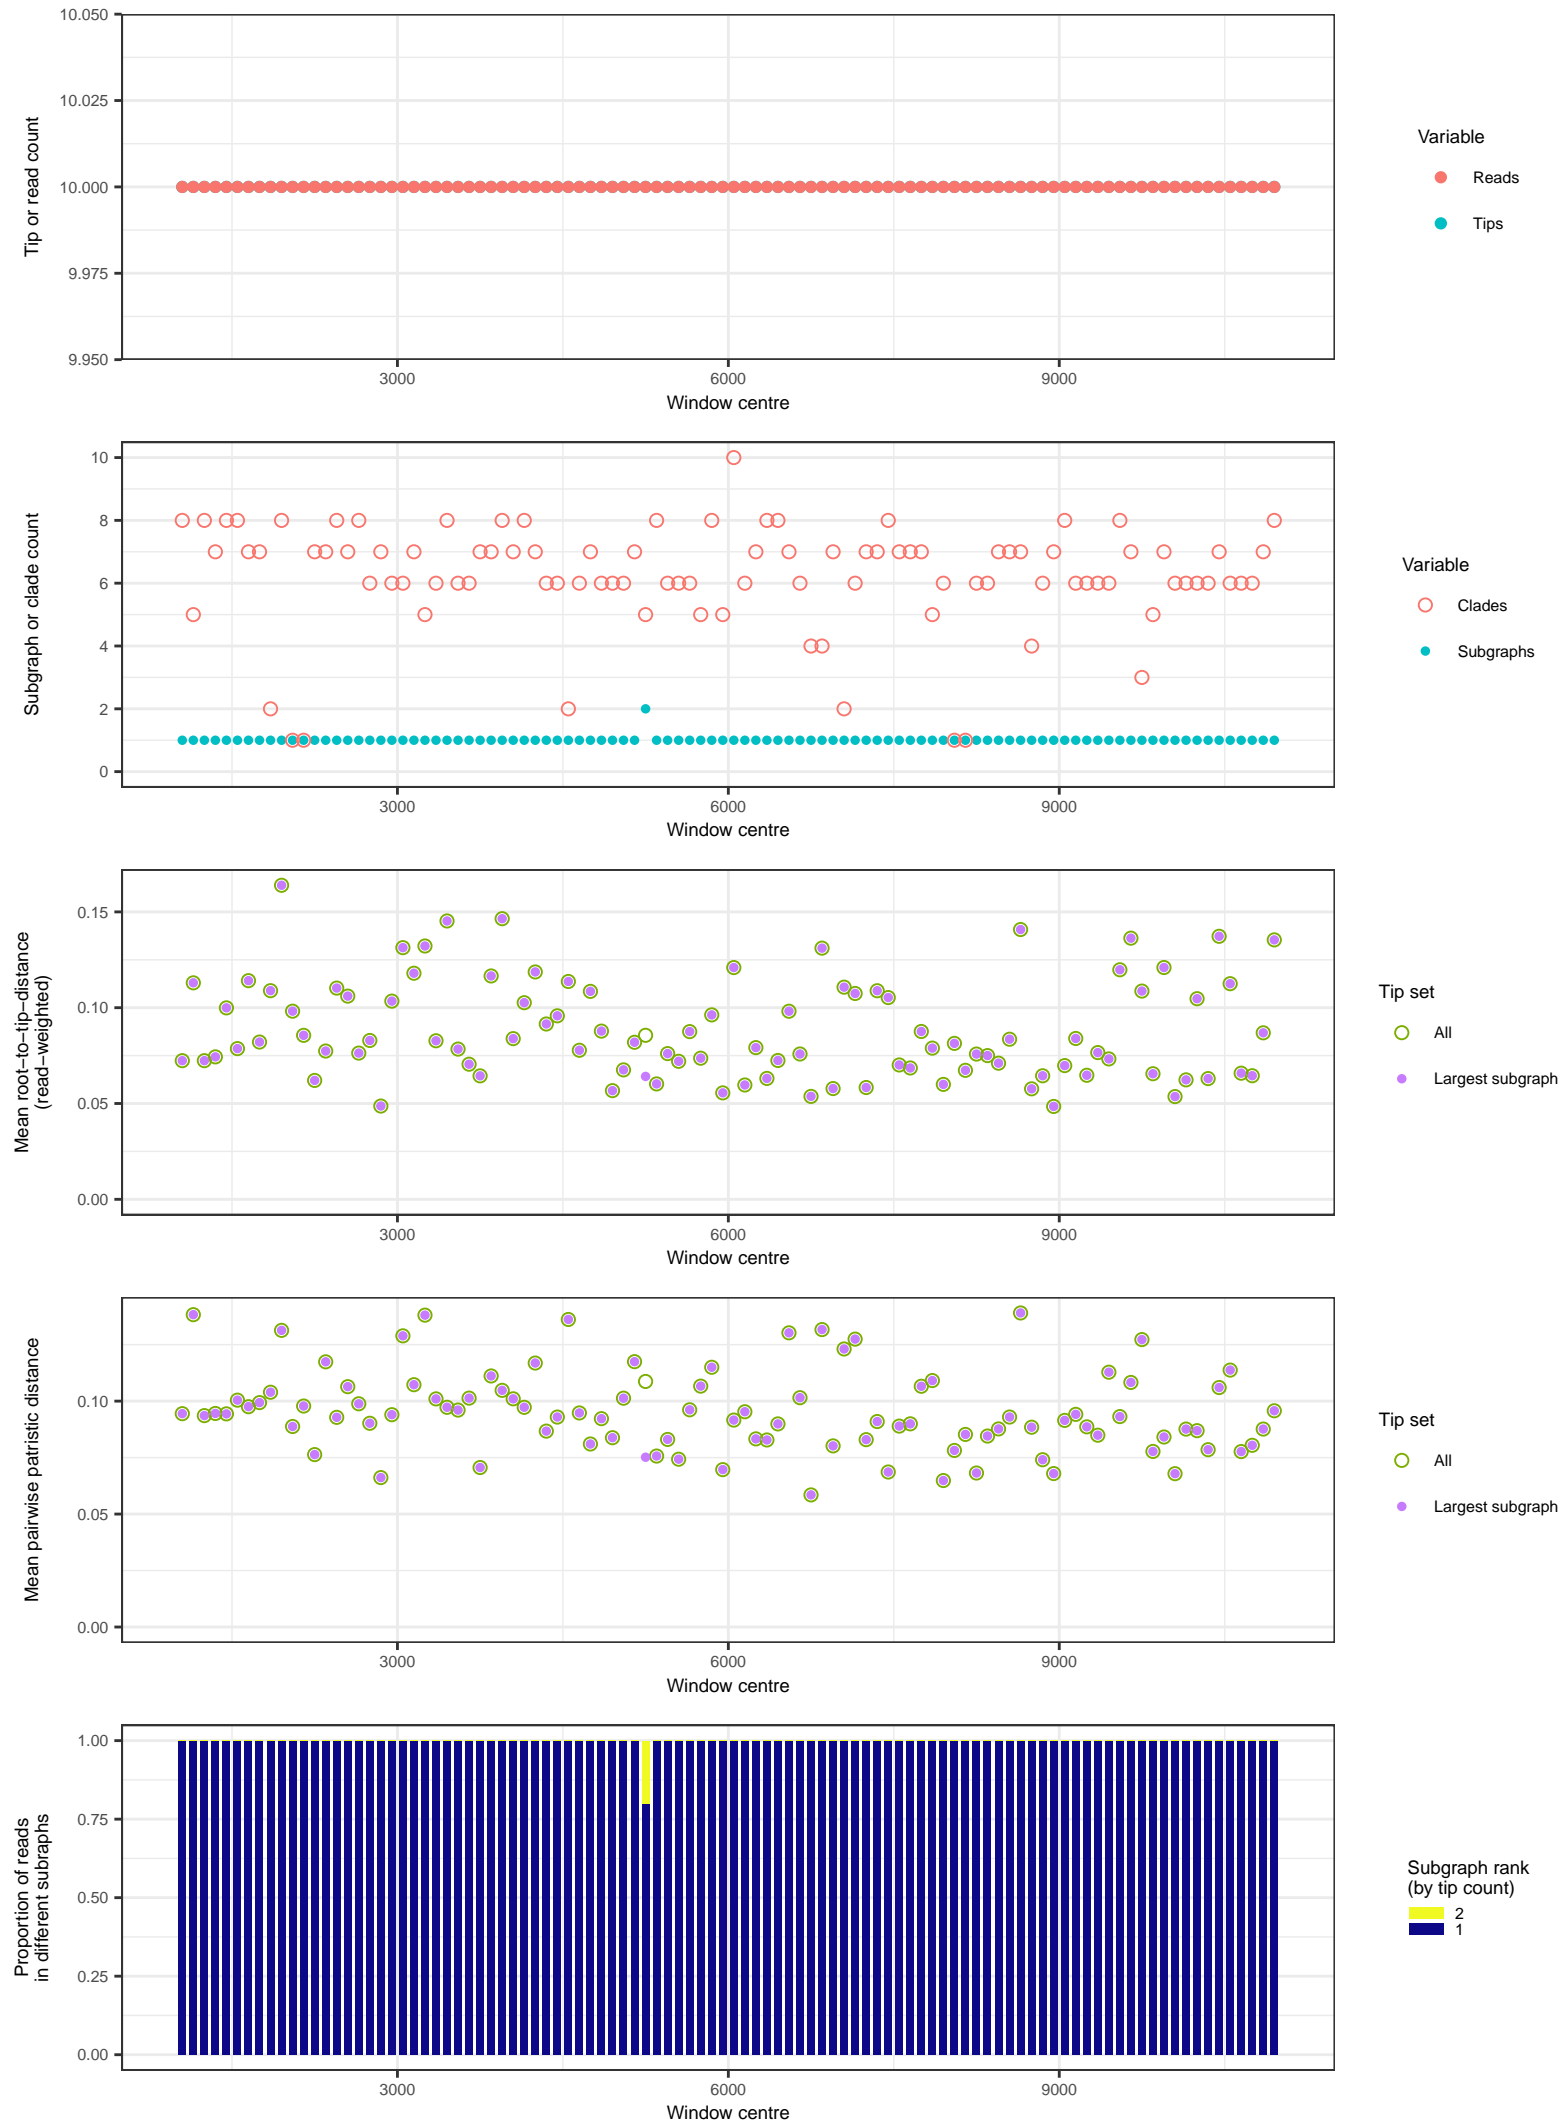 10.050
10.025
10.000
9.975
9.950
Tip or read count
3000 6000 9000
Window centre
Variable
Reads
Tips
10
8
6
4
2
0
Subgraph or clade count
3000 6000 9000
Window centre
Variable
Clades
Subgraphs
0.15
0.10
0.05
0.00
Mean root−to−tip−distance
(read−weighted)
3000 6000 9000
Window centre
Tip set
All
Largest subgraph
0.10
0.05
0.00
Mean pairwise patristic distance
3000 6000 9000
Window centre
Tip set
All
Largest subgraph
1.00
0.75
0.50
0.25
0.00
Proportion of reads
in different subraphs
3000 6000 9000
Window centre
Subgraph rank
(by tip count)
2
1